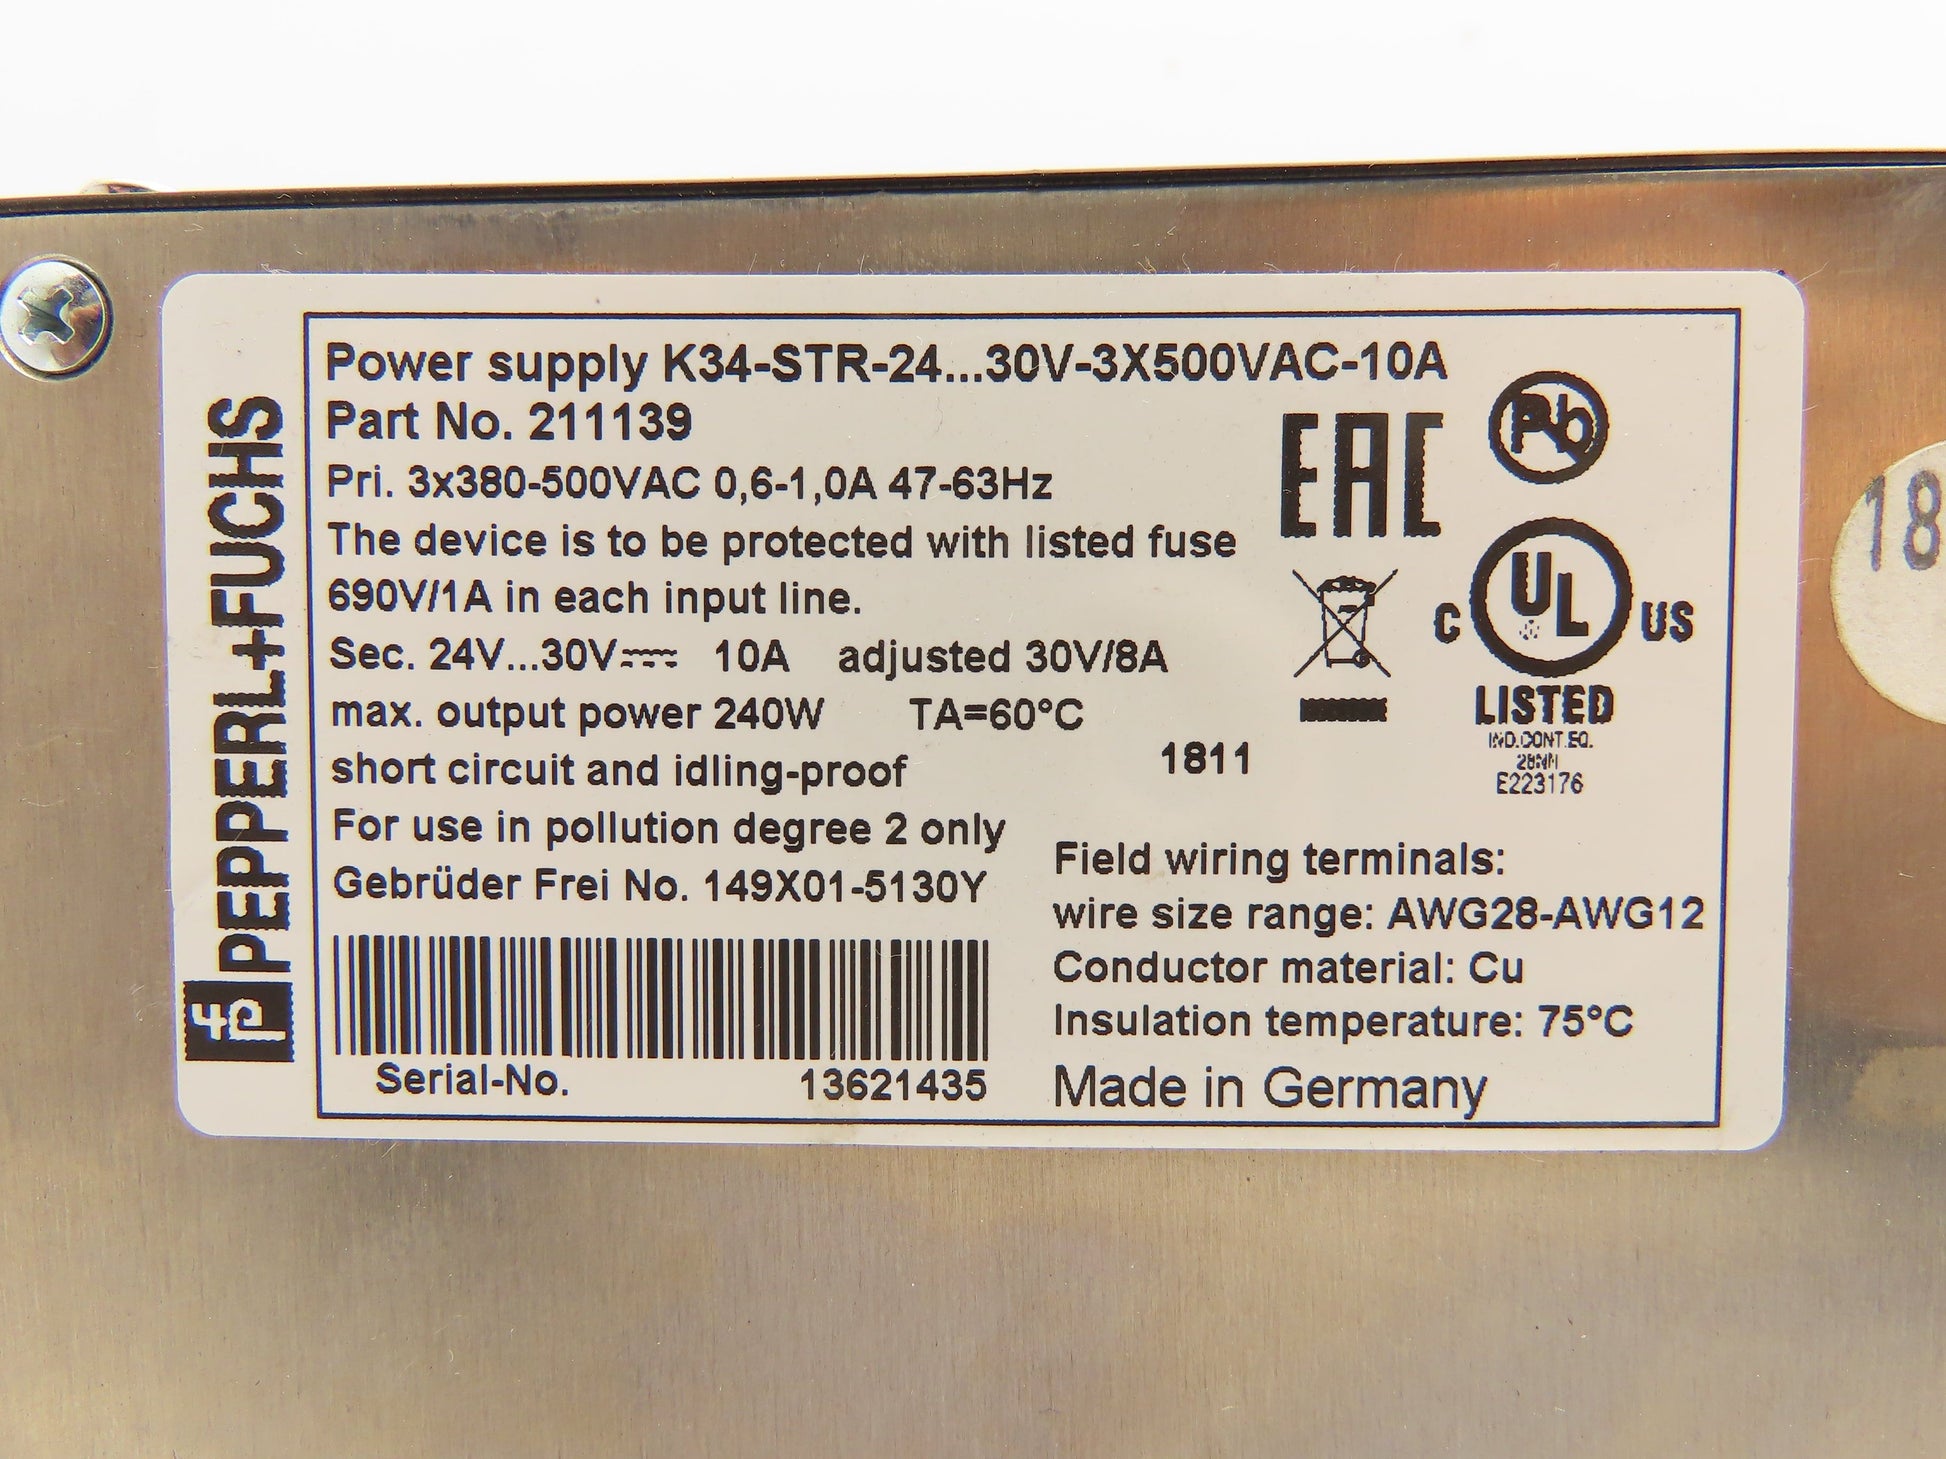 PEPPERL+FUCHS
Power supply K34-STR-24...30V-3X500VAC-10A
Part No. 211139
Pri. 3x380-500VAC 0,6-1,0A 47-63Hz
The device is to be protected with listed fuse
690V/1A in each input line.
Sec. 24V...30V⎓ 10A adjusted 30V/8A
max. output power 240W TA=60°C
short circuit and idling-proof
For use in pollution degree 2 only
Gebrüder Frei No. 149X01-5130Y
Serial-No. 13621435
EAC
Pb
C UL US
LISTED
IND.CONT.EQ.
28NM
E223176
1811
Field wiring terminals:
wire size range: AWG28-AWG12
Conductor material: Cu
Insulation temperature: 75°C
Made in Germany
18